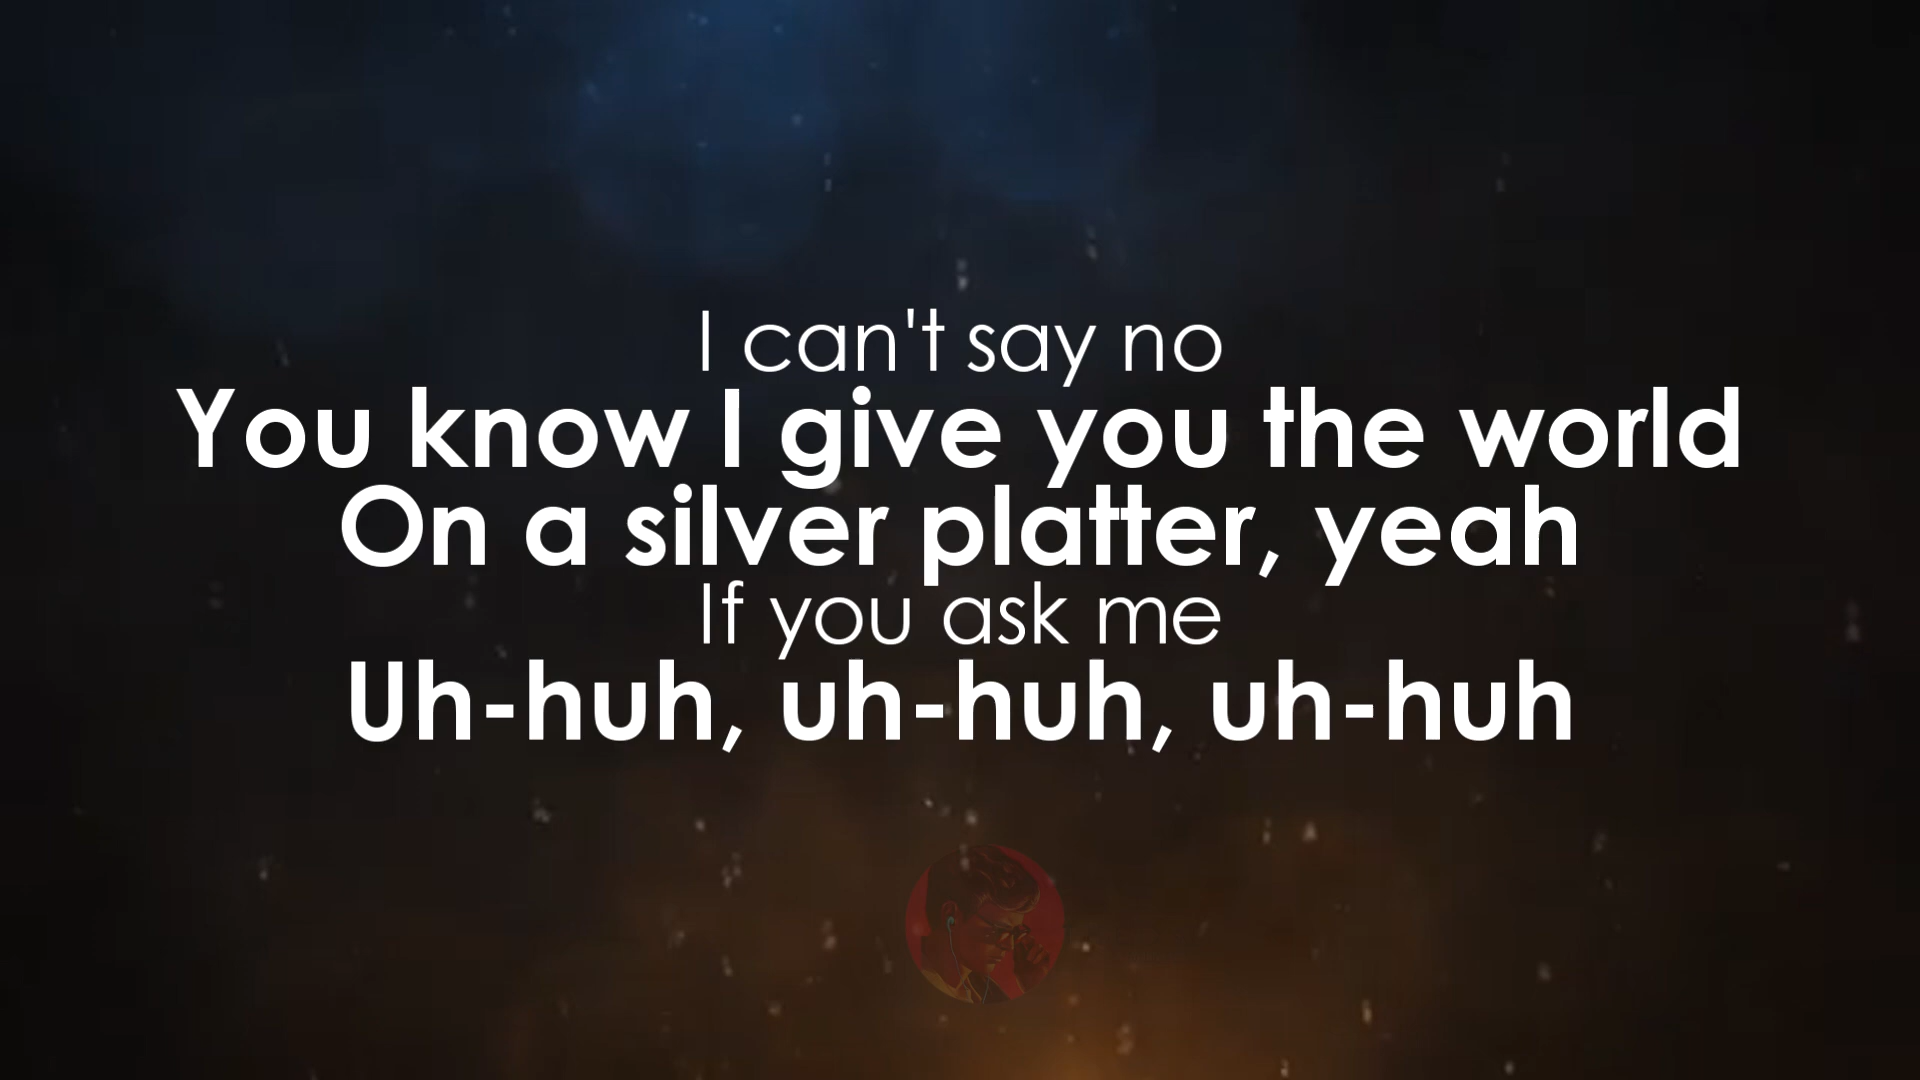 I can't say no
You know I give you the world
On a silver platter, yeah
If you ask me
Uh-huh, uh-huh, uh-huh